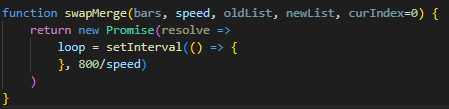 function swapMerge(bars, speed, oldList, newList, curIndex=0) {
    return new Promise(resolve =>
        loop = setInterval(() => {
        }, 800/speed)
    )
}